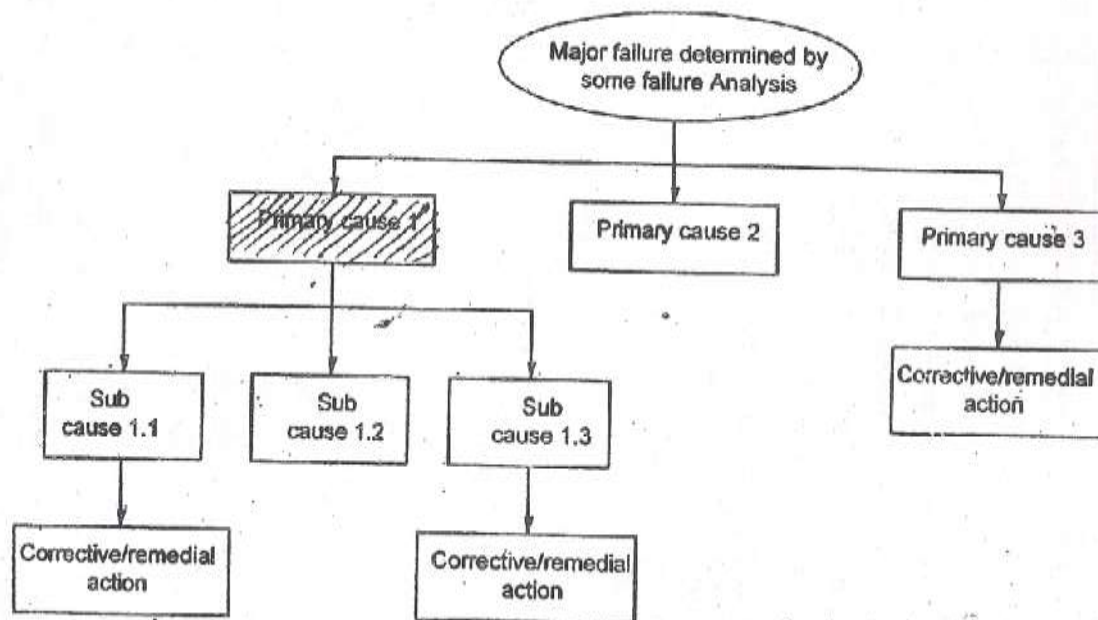 Major failure determined by
some failure Analysis
Primary cause 1
Primary cause 2
Primary cause 3
Sub
cause 1.1
Sub
cause 1.2
Sub
cause 1.3
Corrective/remedial
action
Corrective/remedial
action
Corrective/remedial
action